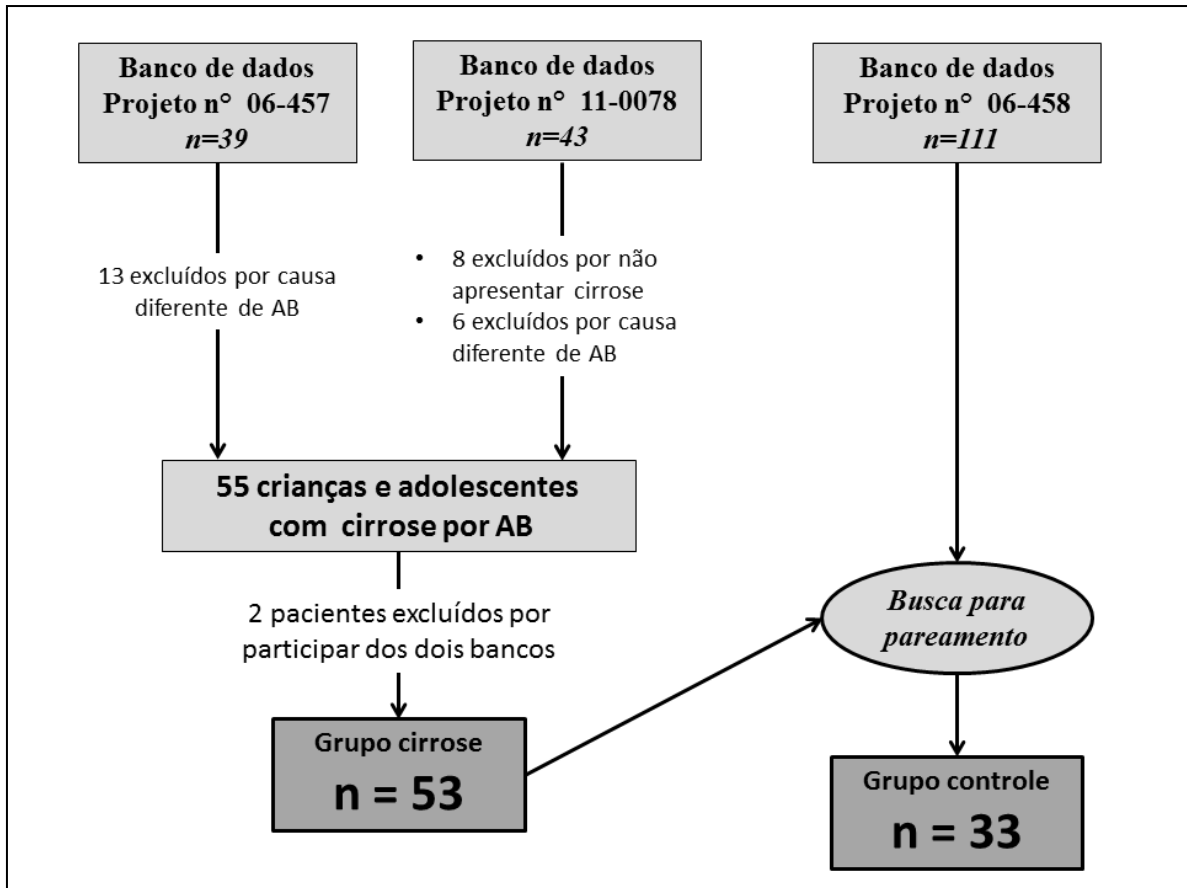 Banco de dados
Projeto n° 06-457
n=39
Banco de dados
Projeto n° 11-0078
n=43
Banco de dados
Projeto n° 06-458
n=111
13 excluídos por causa
diferente de AB
• 8 excluídos por não
apresentar cirrose
• 6 excluídos por causa
diferente de AB
55 crianças e adolescentes
com cirrose por AB
2 pacientes excluídos por
participar dos dois bancos
Busca para
pareamento
Grupo cirrose
n = 53
Grupo controle
n = 33